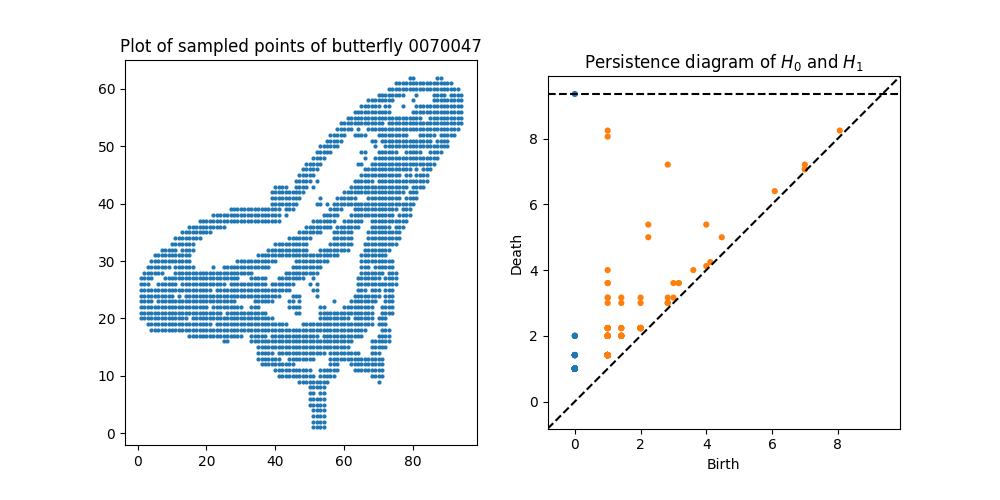 Plot of sampled points of butterfly 0070047
60
50
40
30
20
10
0
0 20 40 60 80
Persistence diagram of H₀ and H₁
8
6
4
2
0
Death
0 2 4 6 8
Birth